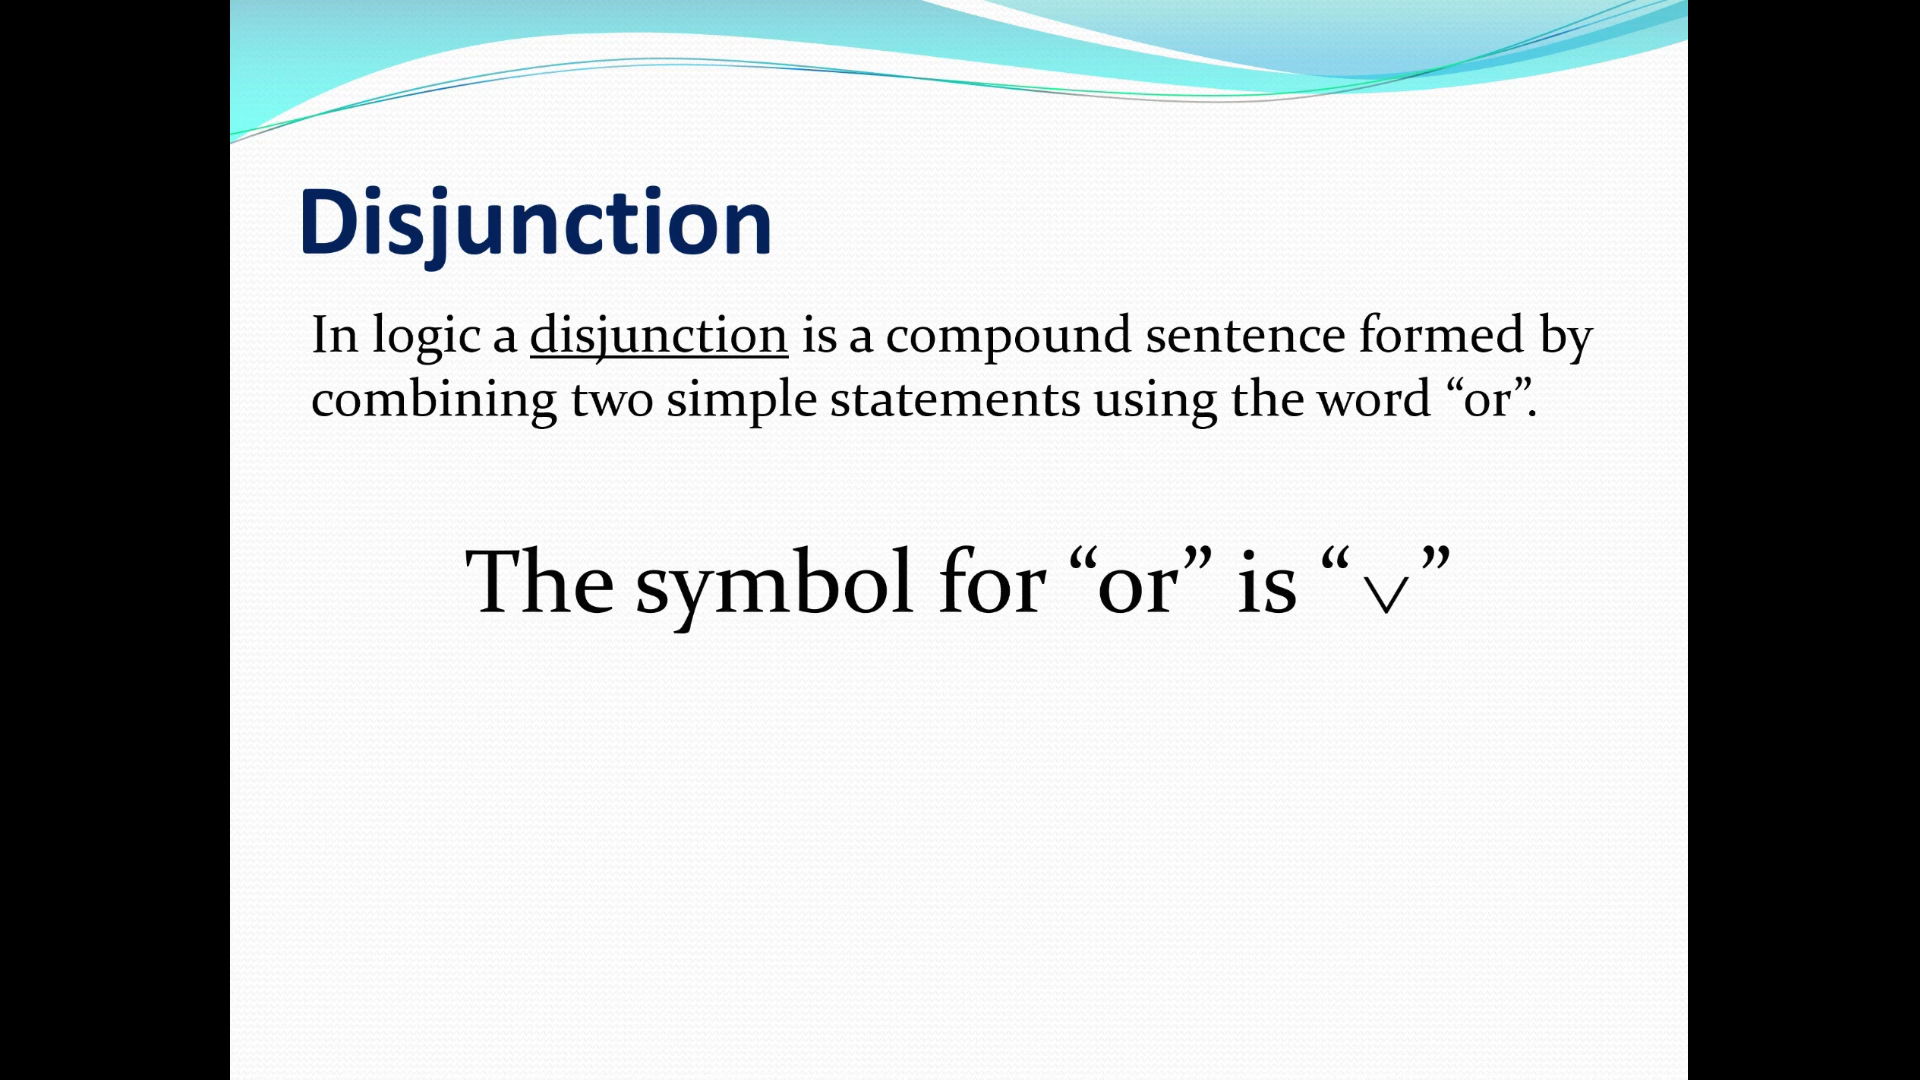 Disjunction
In logic a disjunction is a compound sentence formed by
combining two simple statements using the word “or”.
The symbol for “or” is “∨”